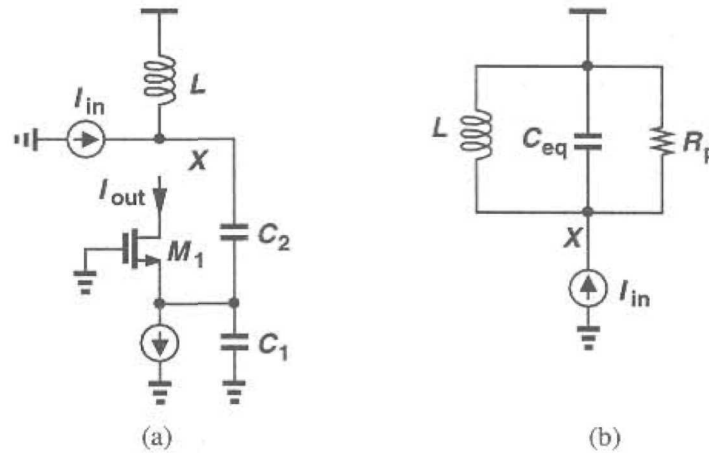 L
I_in
X
I_out
M_1
C_2
C_1
(a)
L
C_eq
R_p
X
I_in
(b)